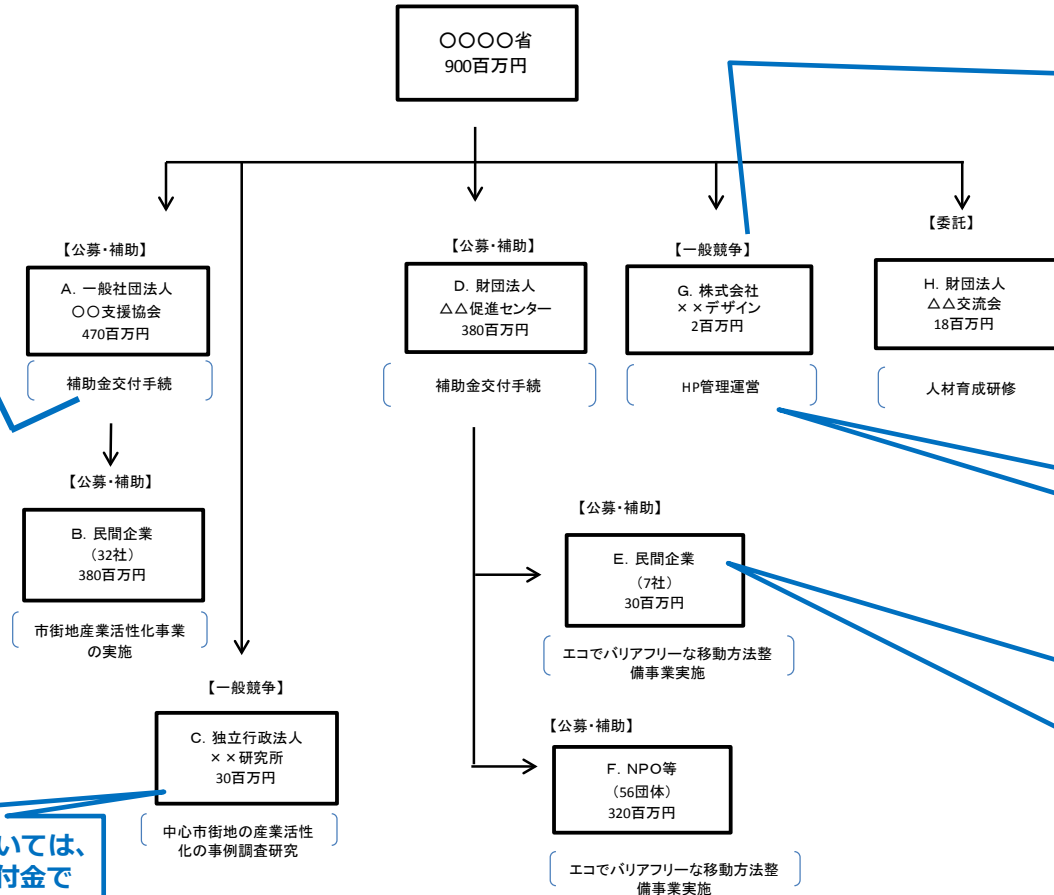 〇〇〇〇省
900百万円
【公募・補助】
A. 一般社団法人
〇〇支援協会
470百万円
補助金交付手続
【公募・補助】
B. 民間企業
(32社)
380百万円
市街地産業活性化事業
の実施
【一般競争】
C. 独立行政法人
××研究所
30百万円
中心市街地の産業活性
化の事例調査研究
【公募・補助】
D. 財団法人
△△促進センター
380百万円
補助金交付手続
【公募・補助】
E. 民間企業
(7社)
30百万円
エコでバリアフリーな移動方法整
備事業実施
【公募・補助】
F. NPO等
(56団体)
320百万円
エコでバリアフリーな移動方法整
備事業実施
【一般競争】
G. 株式会社
××デザイン
2百万円
HP管理運営
【委託】
H. 財団法人
△△交流会
18百万円
人材育成研修
いては、
付金で